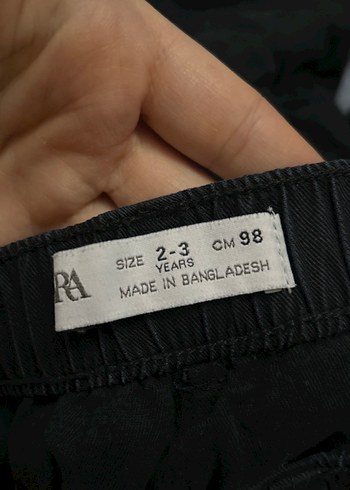 RA
SIZE 2-3 CM 98
YEARS
MADE IN BANGLADESH